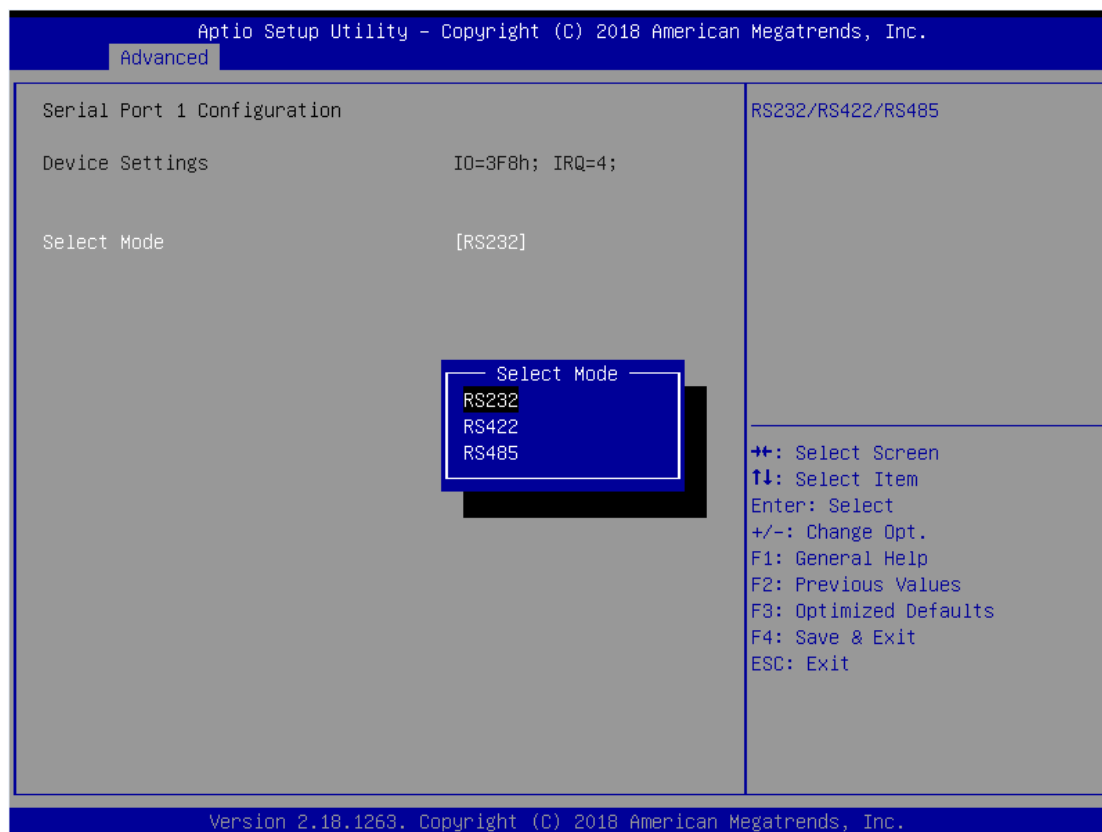 Aptio Setup Utility – Copyright (C) 2018 American Megatrends, Inc.
Advanced
Serial Port 1 Configuration
Device Settings IO=3F8h; IRQ=4;
Select Mode [RS232]
Select Mode
RS232
RS422
RS485
RS232/RS422/RS485
→←: Select Screen
↑↓: Select Item
Enter: Select
+/-: Change Opt.
F1: General Help
F2: Previous Values
F3: Optimized Defaults
F4: Save & Exit
ESC: Exit
Version 2.18.1263. Copyright (C) 2018 American Megatrends, Inc.